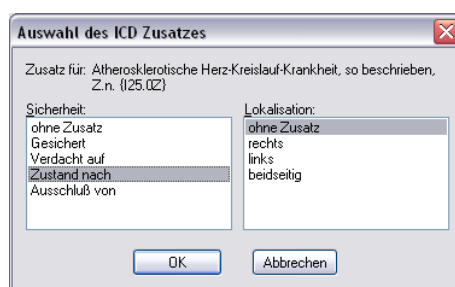 Auswahl des ICD Zusatzes
Zusatz für: Atherosklerotische Herz-Kreislauf-Krankheit, so beschrieben,
Z.n. {I25.0Z}
Sicherheit:
ohne Zusatz
Gesichert
Verdacht auf
Zustand nach
Ausschluß von
Lokalisation:
ohne Zusatz
rechts
links
beidseitig
OK
Abbrechen